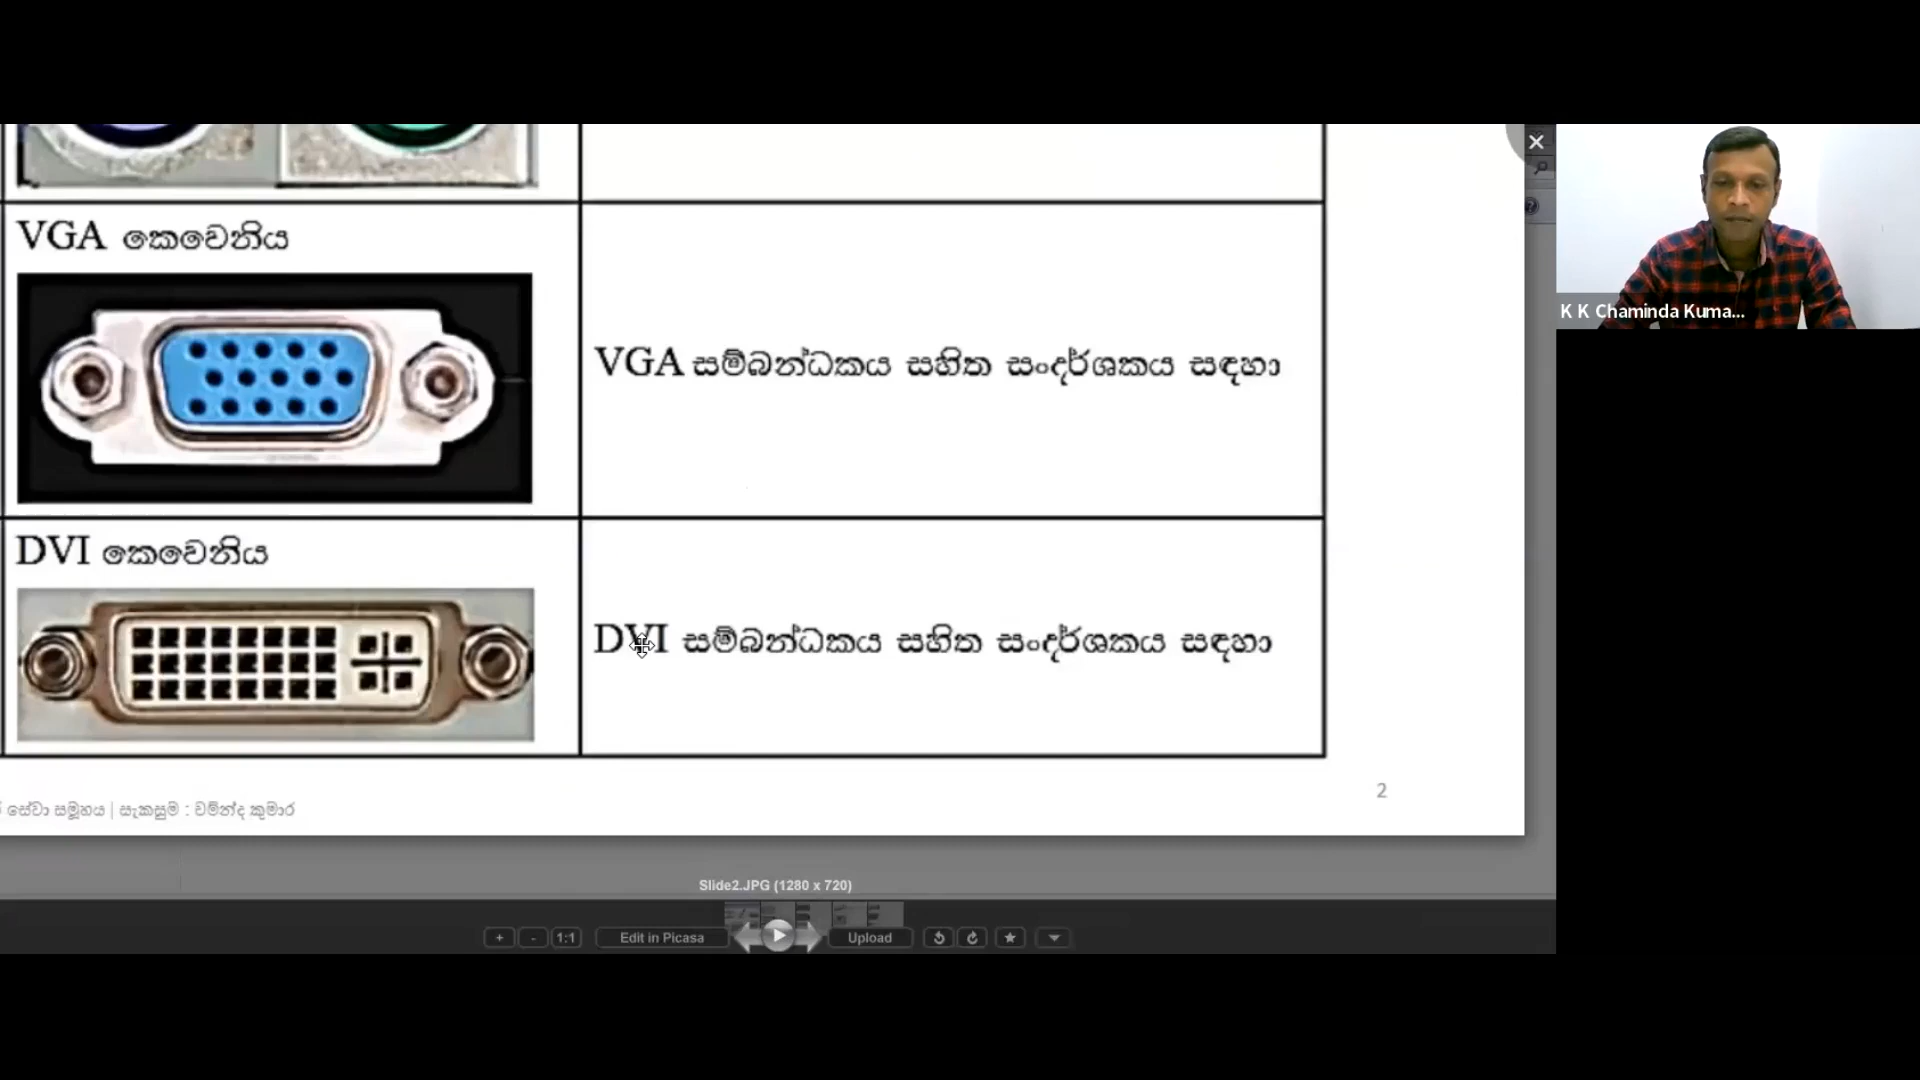 VGA කෙවෙනිය
VGA සම්බන්ධකය සහිත සංදර්ශකය සඳහා
DVI කෙවෙනිය
DVI සම්බන්ධකය සහිත සංදර්ශකය සඳහා
සේවා සමූහය | සැකසුම : චමින්ද කුමාර
2
K K Chaminda Kuma...
Slide2.JPG (1280 x 720)
+ - 1:1 Edit in Picasa Upload